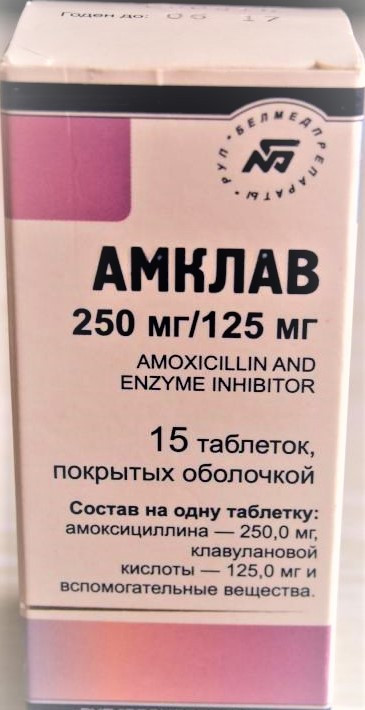 Годен до: 05 17
РУП · БЕЛМЕДПРЕПАРАТЫ ·
АМКЛАВ
250 мг/125 мг
AMOXICILLIN AND
ENZYME INHIBITOR
15 таблеток,
покрытых оболочкой
Состав на одну таблетку:
амоксициллина — 250,0 мг,
клавулановой
кислоты — 125,0 мг и
вспомогательные вещества.